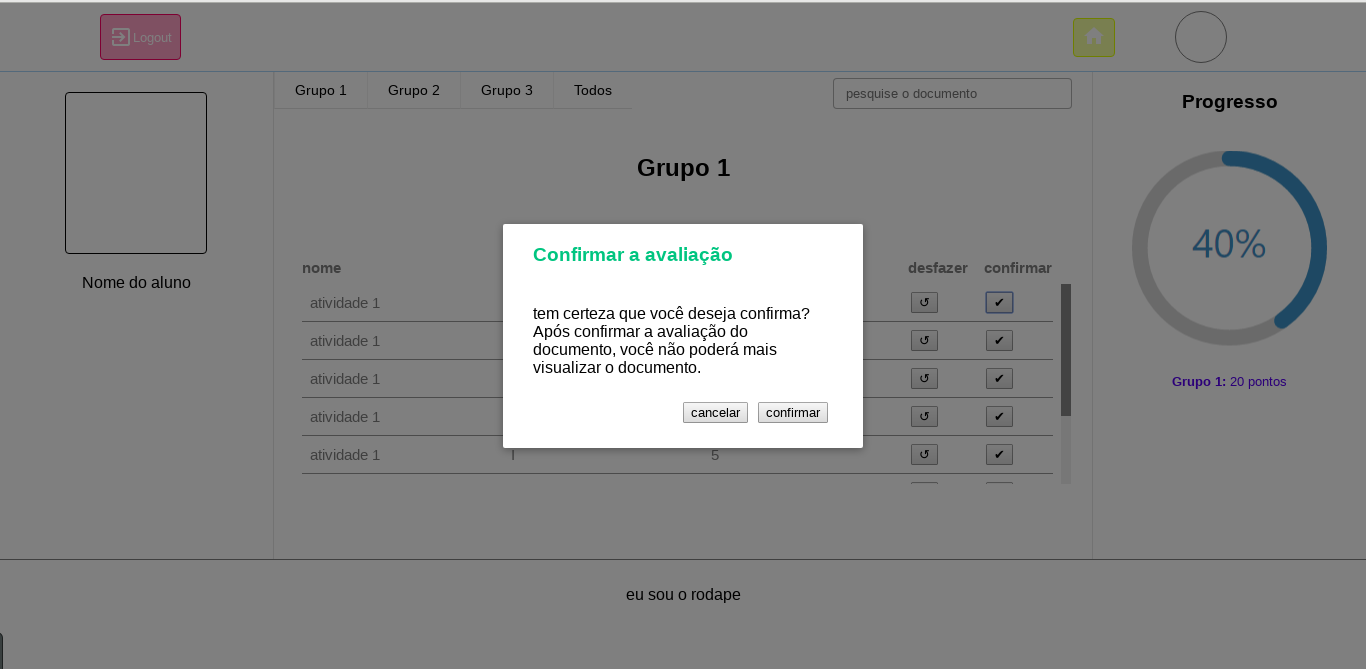 Logout
Grupo 1 Grupo 2 Grupo 3 Todos pesquise o documento
Progresso
Nome do aluno
Grupo 1
nome desfazer confirmar
atividade 1 ↺ ✔
atividade 1 ↺ ✔
atividade 1 ↺ ✔
atividade 1 ↺ ✔
atividade 1 I 5 ↺ ✔
Confirmar a avaliação
tem certeza que você deseja confirma?
Após confirmar a avaliação do
documento, você não poderá mais
visualizar o documento.
cancelar confirmar
40%
Grupo 1: 20 pontos
eu sou o rodape